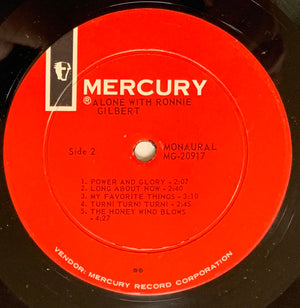 MERCURY
ALONE WITH RONNIE
GILBERT
Side 2
MONAURAL
MG-20917
1. POWER AND GLORY - 2:07
2. LONG ABOUT NOW - 2:40
3. MY FAVORITE THINGS - 3:10
4. TURN! TURN! TURN! - 2:45
5. THE HONEY WIND BLOWS
- 4:27
VENDOR: MERCURY RECORD CORPORATION